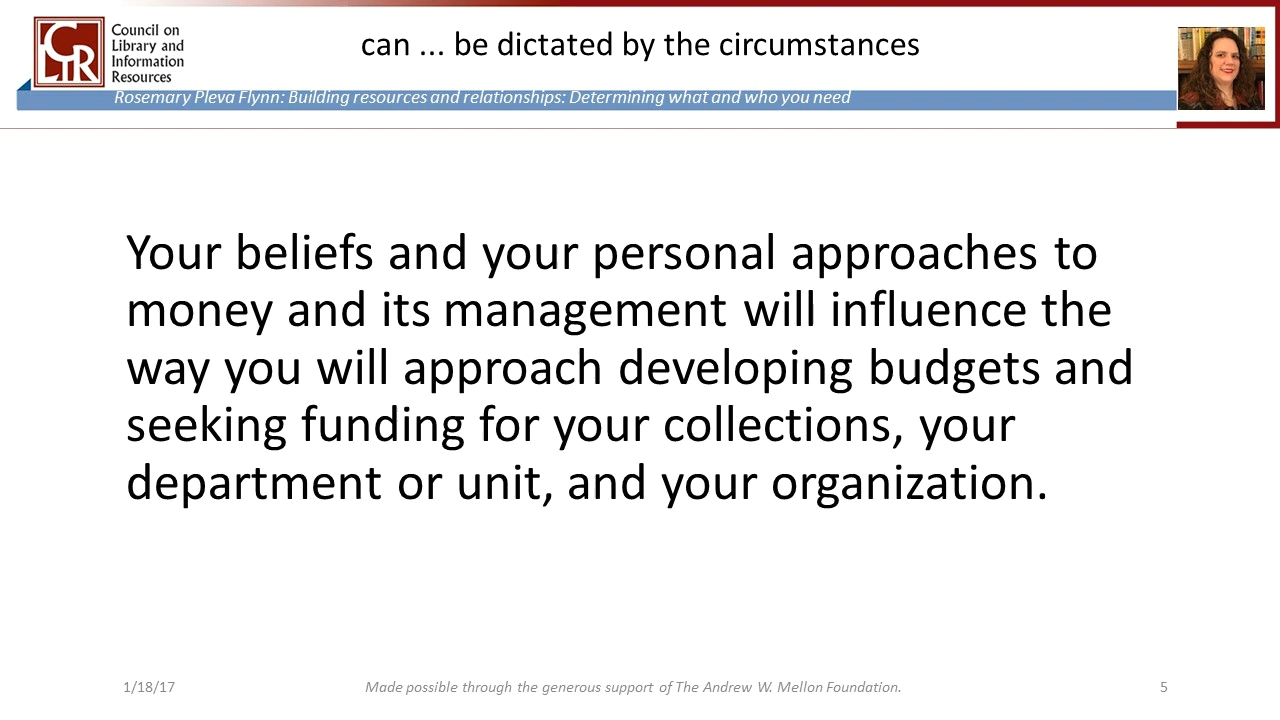 CLIR
Council on
Library and
Information
Resources
can ... be dictated by the circumstances
Rosemary Pleva Flynn: Building resources and relationships: Determining what and who you need
Your beliefs and your personal approaches to
money and its management will influence the
way you will approach developing budgets and
seeking funding for your collections, your
department or unit, and your organization.
1/18/17
Made possible through the generous support of The Andrew W. Mellon Foundation.
5